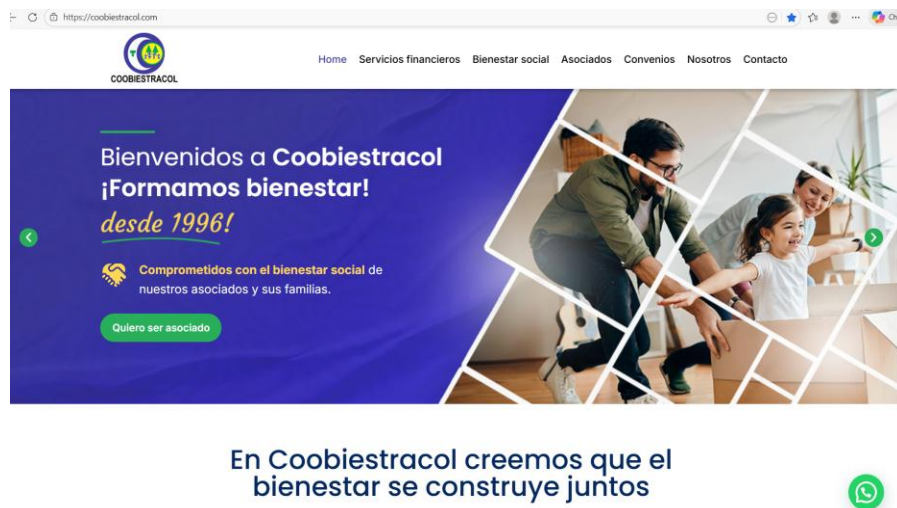 https://coobiestracol.com
COOBIESTRACOL
Home Servicios financieros Bienestar social Asociados Convenios Nosotros Contacto
Bienvenidos a Coobiestracol
¡Formamos bienestar!
desde 1996!
Comprometidos con el bienestar social de
nuestros asociados y sus familias.
Quiero ser asociado
En Coobiestracol creemos que el
bienestar se construye juntos